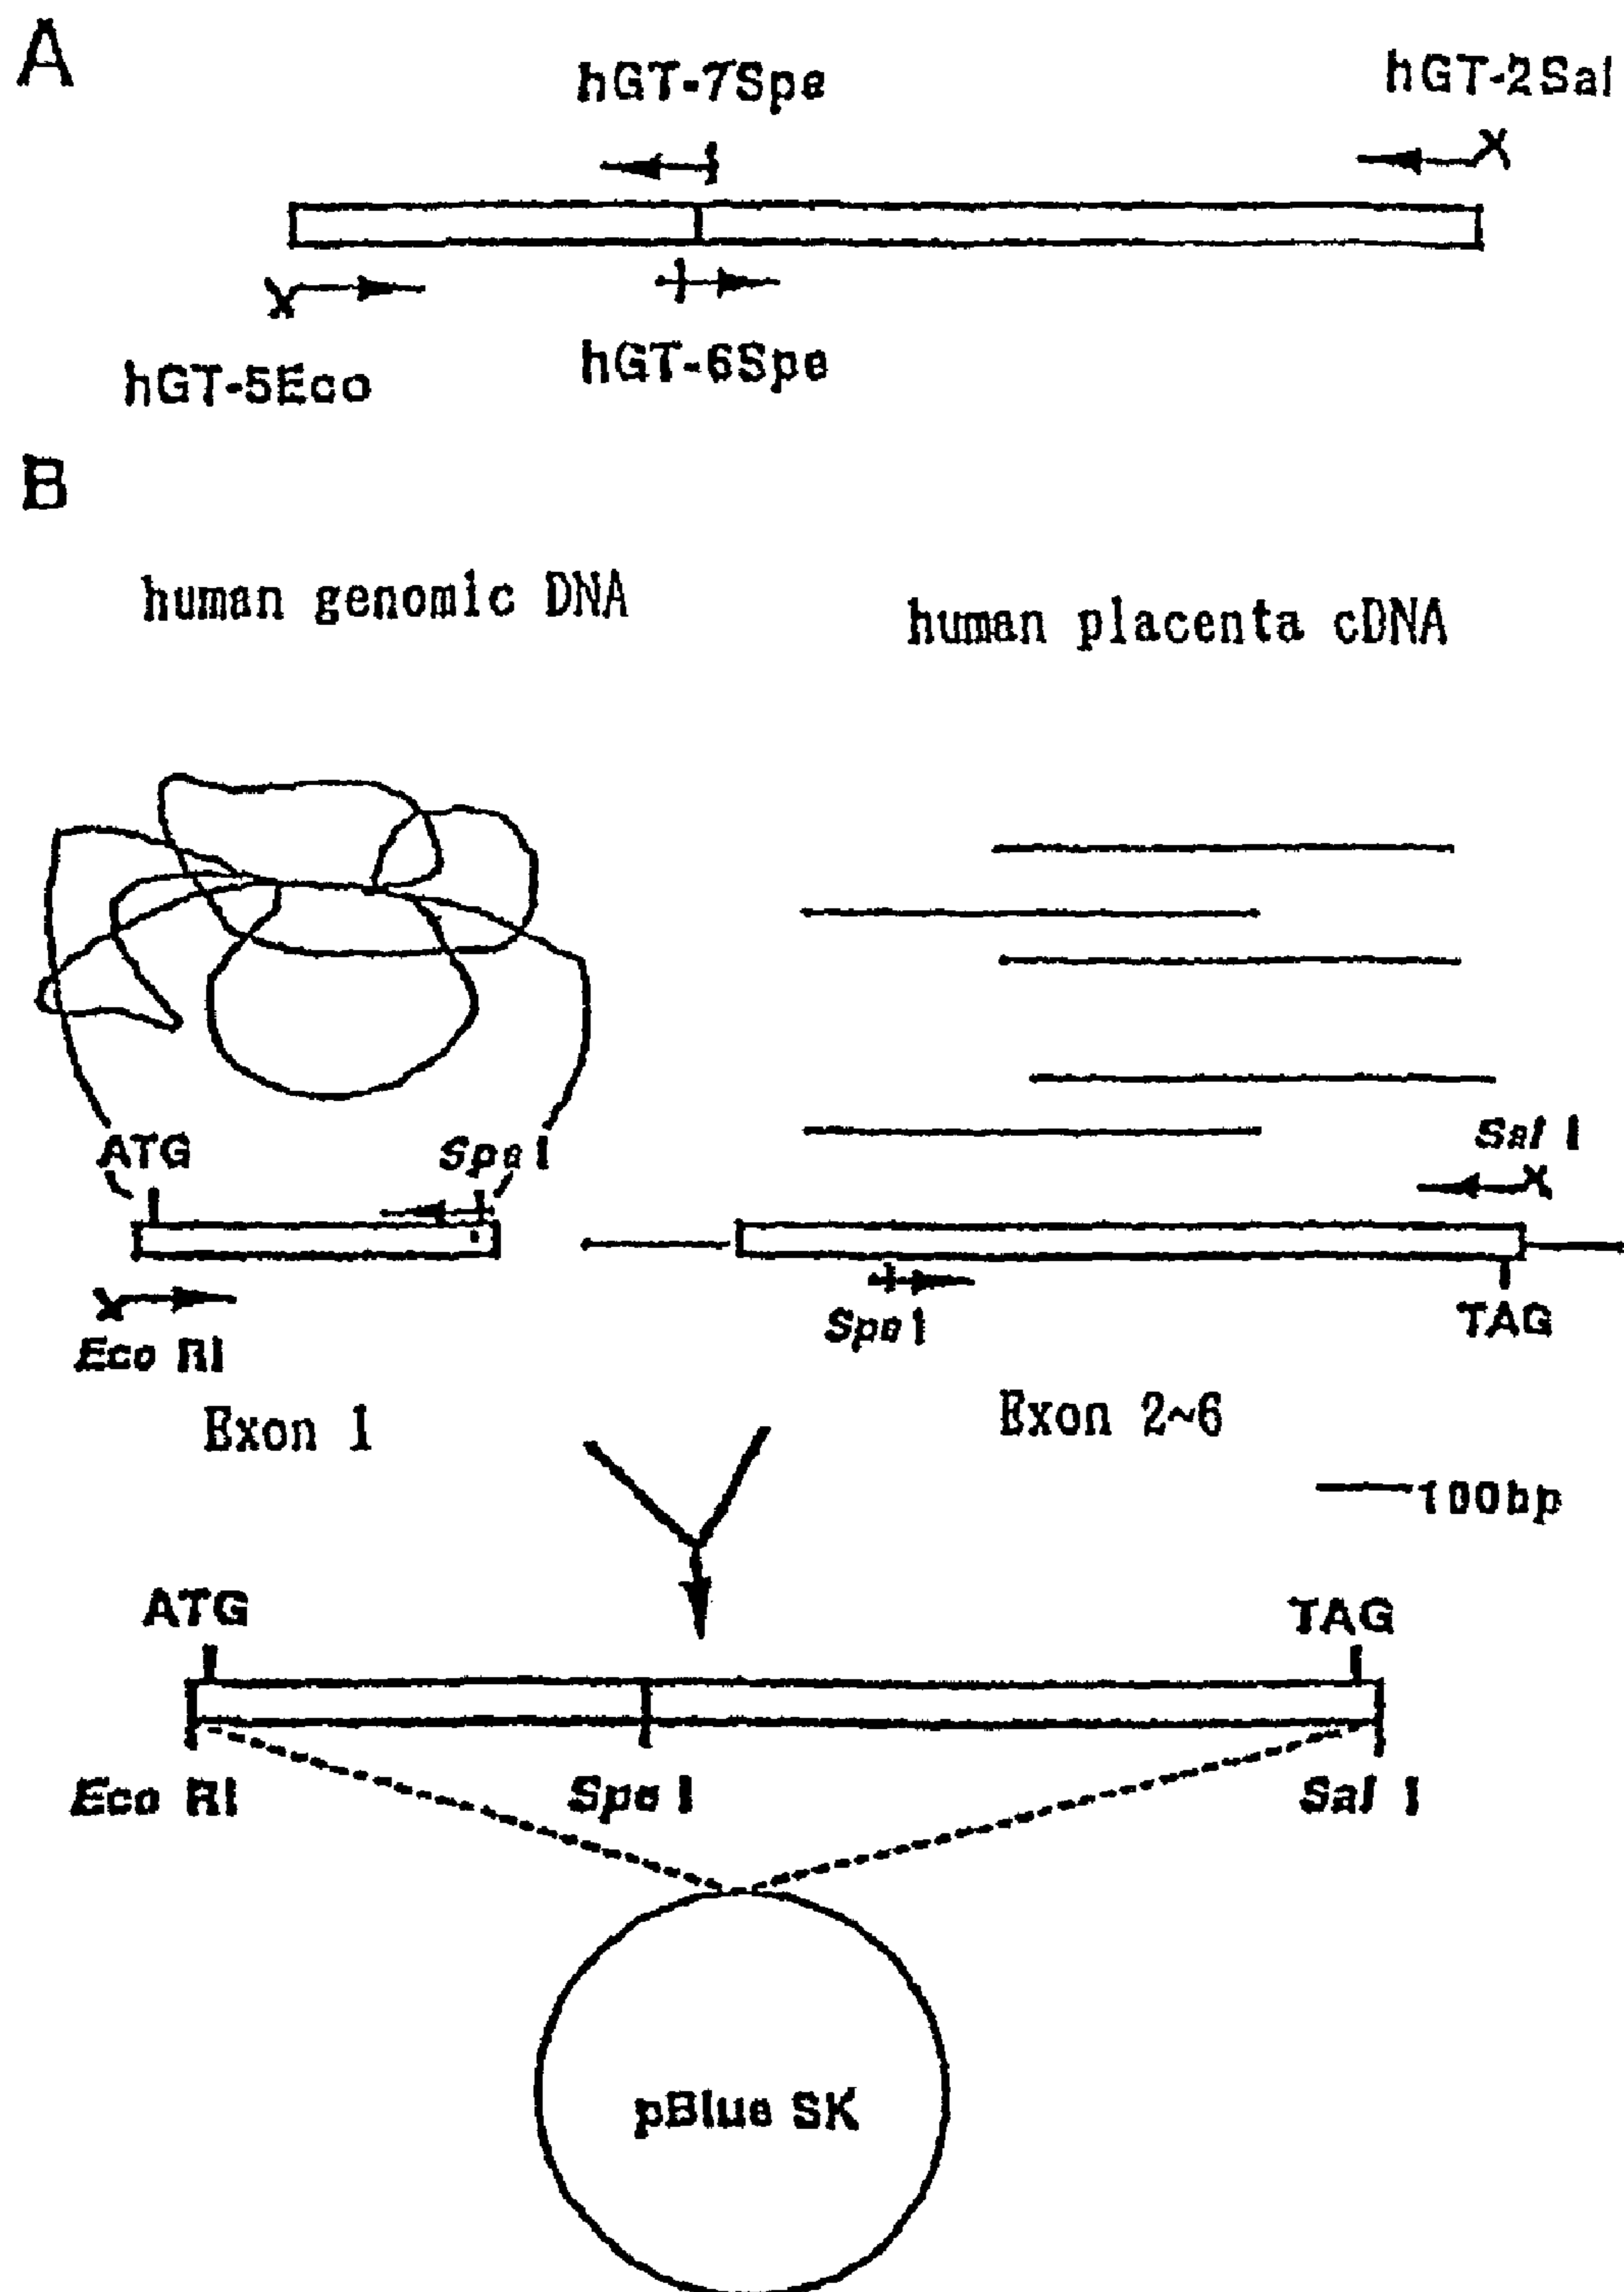 A
hGT-7Spe
hGT-2Sal
hGT-5Eco
hGT-6Spe
B
human genomic DNA
human placenta cDNA
ATG
Spe I
Sal I
Eco RI
Spe I
TAG
Exon 1
Exon 2~6
100bp
ATG
TAG
Eco RI
Spe I
Sal I
pBlue SK